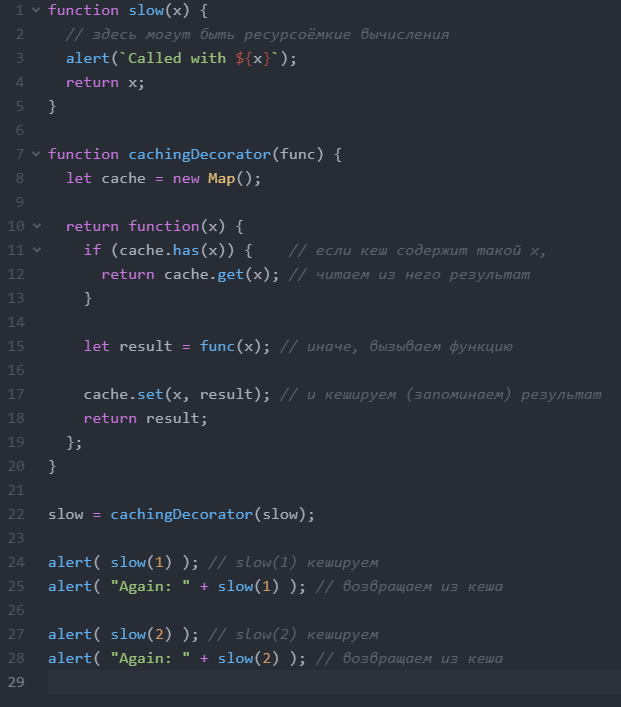 1 function slow(x) {
2 // здесь могут быть ресурсоёмкие вычисления
3 alert(`Called with ${x}`);
4 return x;
5 }
6
7 function cachingDecorator(func) {
8 let cache = new Map();
9
10 return function(x) {
11 if (cache.has(x)) { // если кеш содержит такой x,
12 return cache.get(x); // читаем из него результат
13 }
14
15 let result = func(x); // иначе, вызываем функцию
16
17 cache.set(x, result); // и кешируем (запоминаем) результат
18 return result;
19 };
20 }
21
22 slow = cachingDecorator(slow);
23
24 alert( slow(1) ); // slow(1) кешируем
25 alert( "Again: " + slow(1) ); // возвращаем из кеша
26
27 alert( slow(2) ); // slow(2) кешируем
28 alert( "Again: " + slow(2) ); // возвращаем из кеша
29